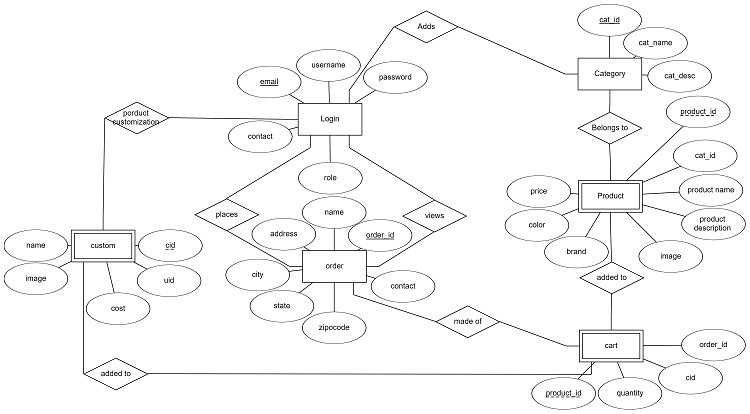 cat_id
Adds
cat_name
username
Category
cat_desc
email
password
product_id
porduct
customization
Login
Belongs to
contact
cat_id
role
price
Product
product name
name
places
views
color
product
description
address
order_id
name
custom
cid
brand
image
city
order
image
uid
contact
added to
state
cost
made of
zipocode
cart
order_id
added to
cid
product_id
quantity